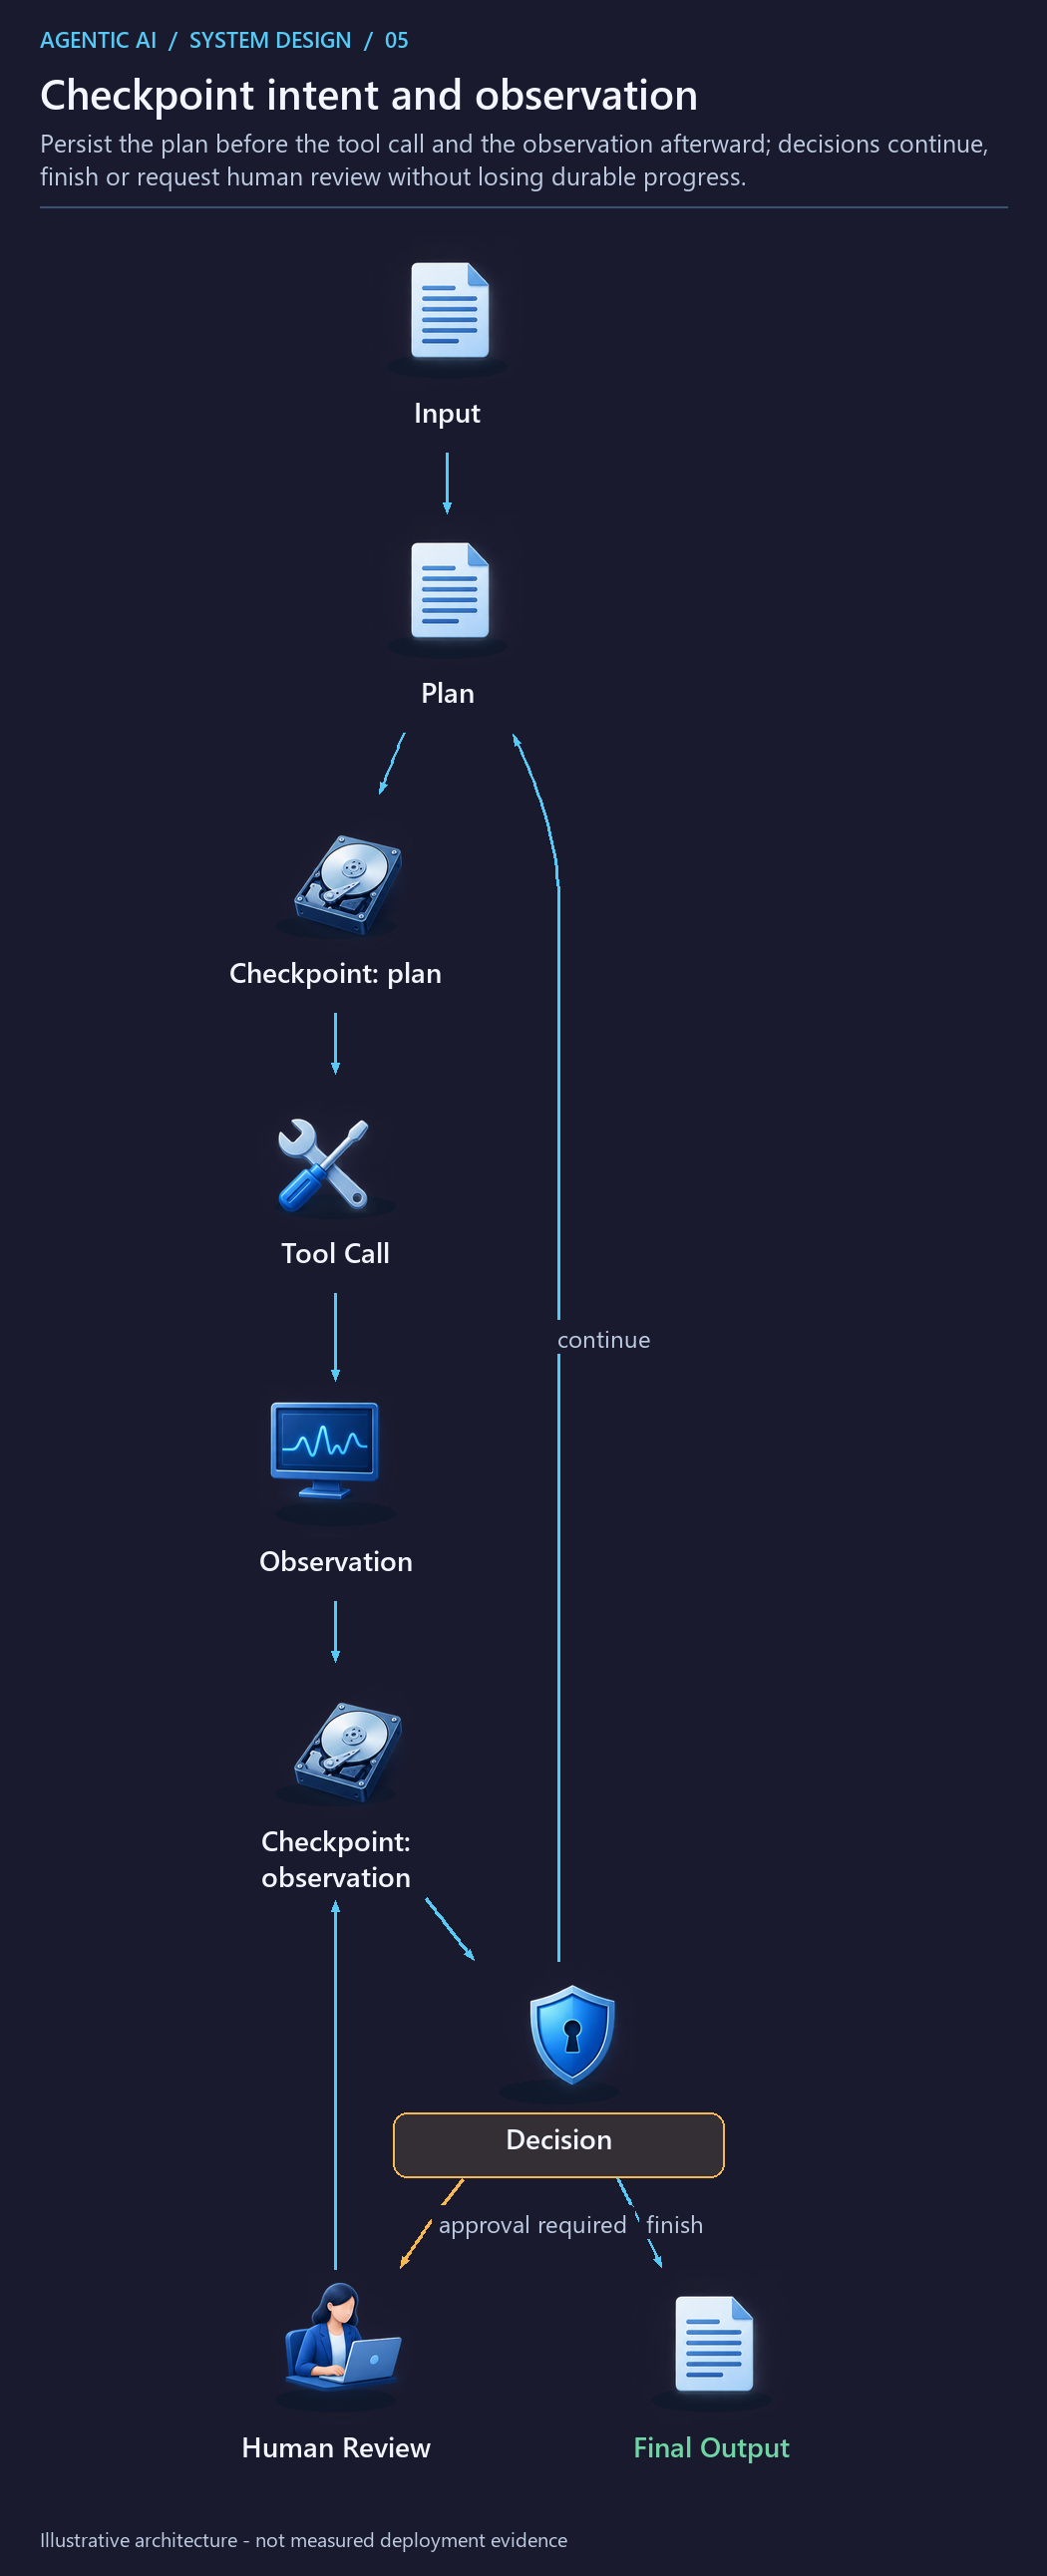 AGENTIC AI / SYSTEM DESIGN / 05
Checkpoint intent and observation
Persist the plan before the tool call and the observation afterward; decisions continue,
finish or request human review without losing durable progress.
Input
Plan
Checkpoint: plan
Tool Call
continue
Observation
Checkpoint:
observation
Decision
approval required
finish
Human Review
Final Output
Illustrative architecture - not measured deployment evidence